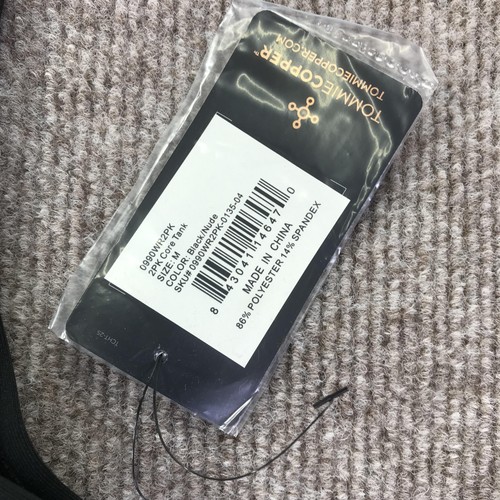 TOMMIECOPPER™
TOMMIECOPPER.COM
0990WR2PK
2PK Core Tank
SIZE: M
COLOR: Black/Nude
SKU# 0990WR2PK-0135-04
8 43041 14647 0
MADE IN CHINA
86% POLYESTER 14% SPANDEX